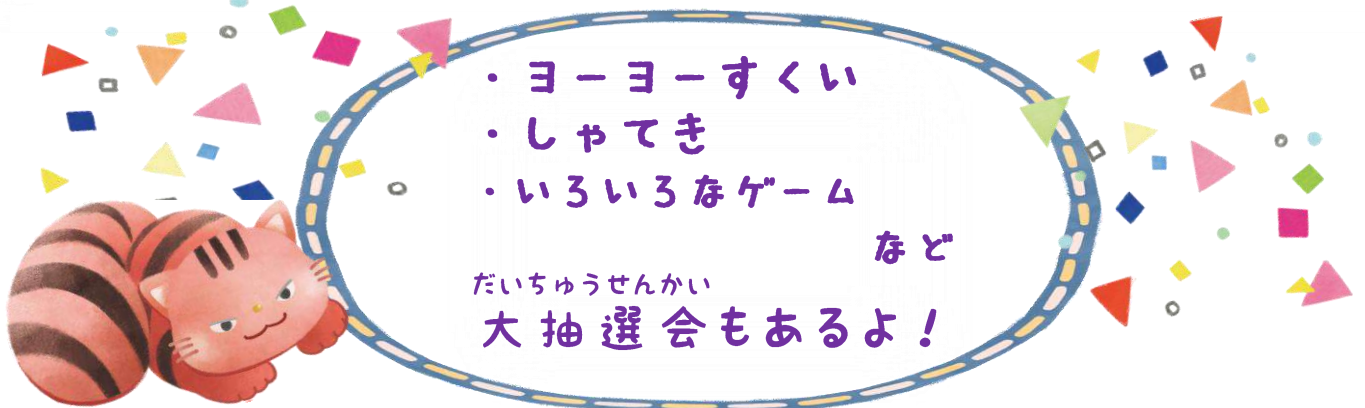 ・ヨーヨーすくい
・しゃてき
・いろいろなゲーム
など
だいちゅうせんかい
大抽選会もあるよ！